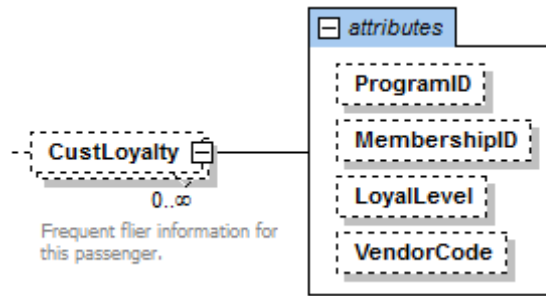 attributes
ProgramID
MembershipID
CustLoyalty
0..∞
LoyalLevel
Frequent flier information for
this passenger.
VendorCode